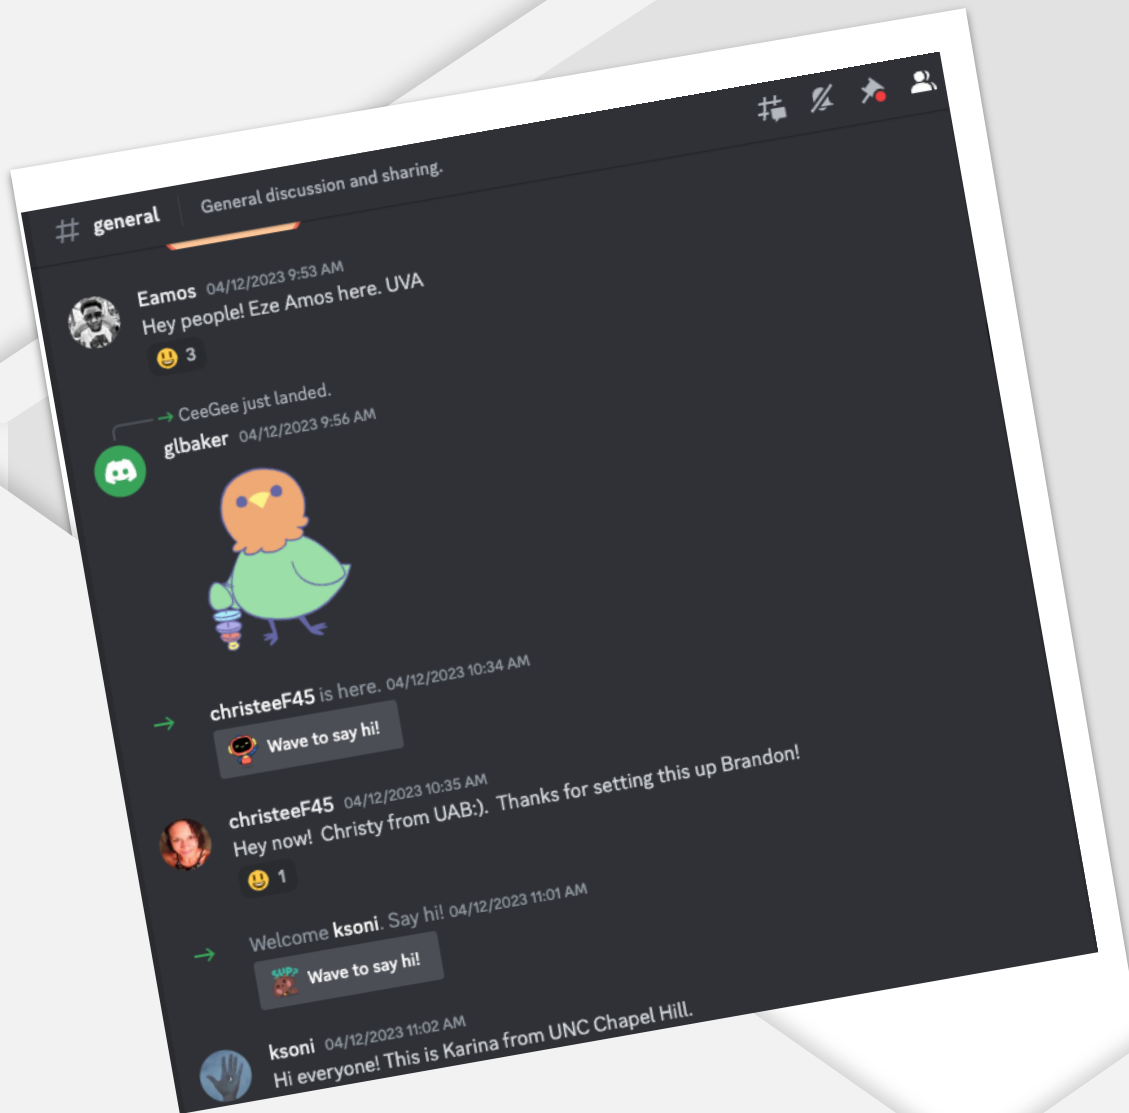 general
General discussion and sharing.
Eamos 04/12/2023 9:53 AM
Hey people! Eze Amos here. UVA
3
CeeGee just landed.
glbaker 04/12/2023 9:56 AM
christeeF45 is here. 04/12/2023 10:34 AM
Wave to say hi!
christeeF45 04/12/2023 10:35 AM
Hey now!  Christy from UAB:).  Thanks for setting this up Brandon!
1
Welcome ksoni. Say hi! 04/12/2023 11:01 AM
SUP?
Wave to say hi!
ksoni 04/12/2023 11:02 AM
Hi everyone! This is Karina from UNC Chapel Hill.